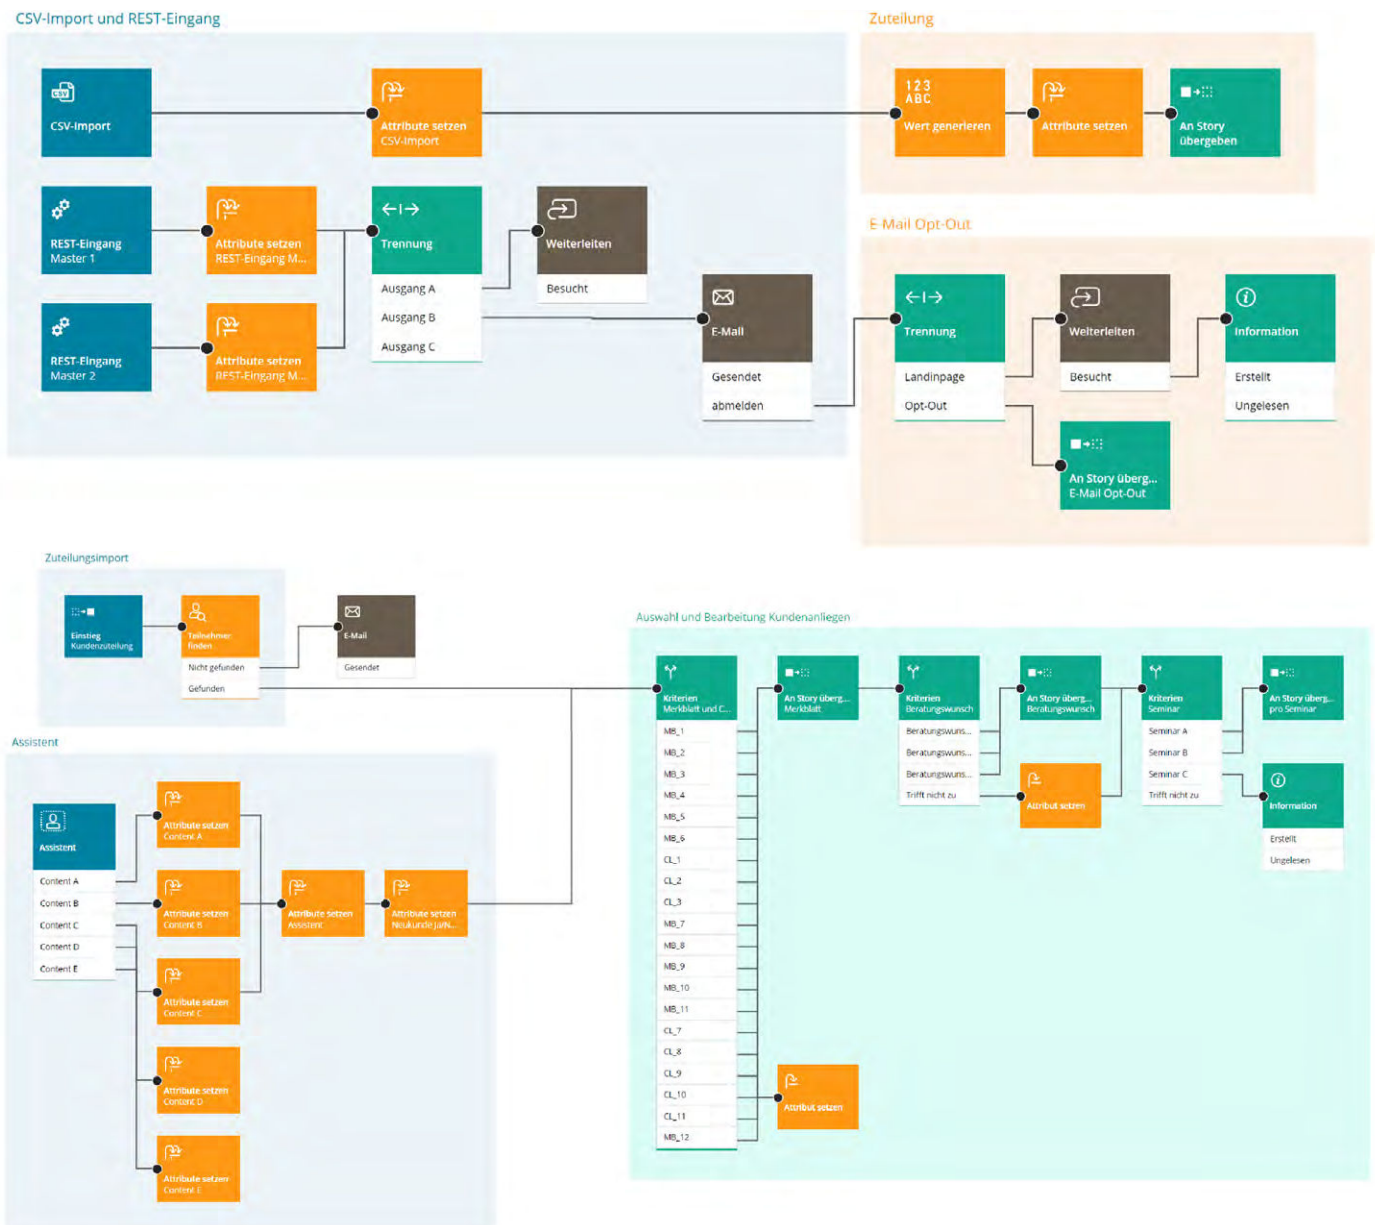 CSV-Import und REST-Eingang
CSV
CSV-Import
Attribute setzen
CSV-Import
REST-Eingang
Master 1
Attribute setzen
REST-Eingang M...
Trennung
Ausgang A
Ausgang B
Ausgang C
Weiterleiten
Besucht
REST-Eingang
Master 2
Attribute setzen
REST-Eingang M...
E-Mail
Gesendet
abmelden
Zuteilung
123
ABC
Wert generieren
Attribute setzen
An Story
übergeben
E-Mail Opt-Out
Trennung
Landinpage
Opt-Out
Weiterleiten
Besucht
Information
Erstellt
Ungelesen
An Story überg...
E-Mail Opt-Out
Zuteilungsimport
Einstieg
Kundenzuteilung
Teilnehmer
finden
Nicht gefunden
Gefunden
E-Mail
Gesendet
Assistent
Assistent
Content A
Content B
Content C
Content D
Content E
Attribute setzen
Content A
Attribute setzen
Content B
Attribute setzen
Content C
Attribute setzen
Content D
Attribute setzen
Content E
Attribute setzen
Assistent
Attribute setzen
Neukunde Ja/N...
Auswahl und Bearbeitung Kundenanliegen
Kriterien
Merkblatt und C...
MB_1
MB_2
MB_3
MB_4
MB_5
MB_6
CL_1
CL_2
CL_3
MB_7
MB_8
MB_9
MB_10
MB_11
CL_7
CL_8
CL_9
CL_10
CL_11
MB_12
An Story überg...
Merkblatt
Attribut setzen
Kriterien
Beratungswunsch
Beratungswuns...
Beratungswuns...
Beratungswuns...
Trifft nicht zu
An Story überg...
Beratungswunsch
Attribut setzen
Kriterien
Seminar
Seminar A
Seminar B
Seminar C
Trifft nicht zu
An Story überg...
pro Seminar
Information
Erstellt
Ungelesen